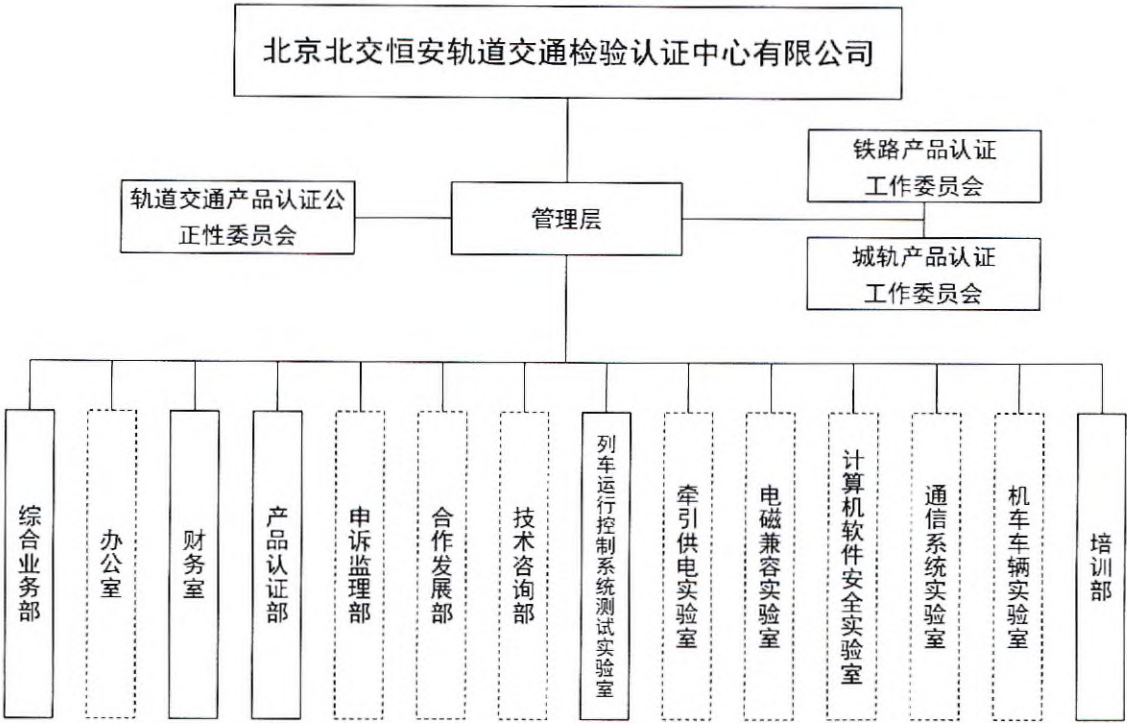 北京北交恒安轨道交通检验认证中心有限公司
铁路产品认证
工作委员会
轨道交通产品认证公
正性委员会
管理层
城轨产品认证
工作委员会
综合业务部
办公室
财务室
产品认证部
申诉监理部
合作发展部
技术咨询部
列车运行控制系统测试实验室
牵引供电实验室
电磁兼容实验室
计算机软件安全实验室
通信系统实验室
机车车辆实验室
培训部